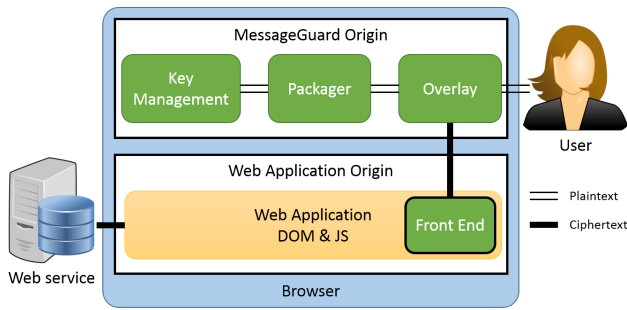 MessageGuard Origin
Key
Management
Packager
Overlay
User
Web Application Origin
Web Application
DOM & JS
Front End
Plaintext
Ciphertext
Web service
Browser